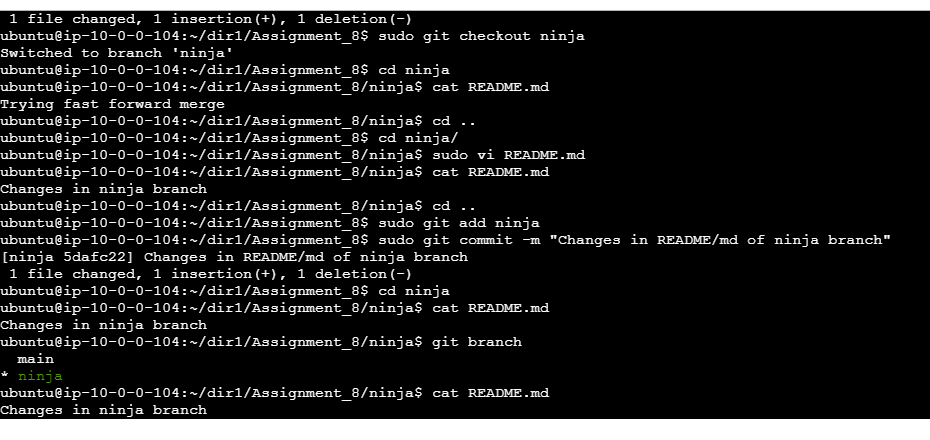 1 file changed, 1 insertion(+), 1 deletion(-)
ubuntu@ip-10-0-0-104:~/dir1/Assignment_8$ sudo git checkout ninja
Switched to branch 'ninja'
ubuntu@ip-10-0-0-104:~/dir1/Assignment_8$ cd ninja
ubuntu@ip-10-0-0-104:~/dir1/Assignment_8/ninja$ cat README.md
Trying fast forward merge
ubuntu@ip-10-0-0-104:~/dir1/Assignment_8/ninja$ cd ..
ubuntu@ip-10-0-0-104:~/dir1/Assignment_8$ cd ninja/
ubuntu@ip-10-0-0-104:~/dir1/Assignment_8/ninja$ sudo vi README.md
ubuntu@ip-10-0-0-104:~/dir1/Assignment_8/ninja$ cat README.md
Changes in ninja branch
ubuntu@ip-10-0-0-104:~/dir1/Assignment_8/ninja$ cd ..
ubuntu@ip-10-0-0-104:~/dir1/Assignment_8$ sudo git add ninja
ubuntu@ip-10-0-0-104:~/dir1/Assignment_8$ sudo git commit -m "Changes in README/md of ninja branch"
[ninja 5dafc22] Changes in README/md of ninja branch
 1 file changed, 1 insertion(+), 1 deletion(-)
ubuntu@ip-10-0-0-104:~/dir1/Assignment_8$ cd ninja
ubuntu@ip-10-0-0-104:~/dir1/Assignment_8/ninja$ cat README.md
Changes in ninja branch
ubuntu@ip-10-0-0-104:~/dir1/Assignment_8/ninja$ git branch
  main
* ninja
ubuntu@ip-10-0-0-104:~/dir1/Assignment_8/ninja$ cat README.md
Changes in ninja branch